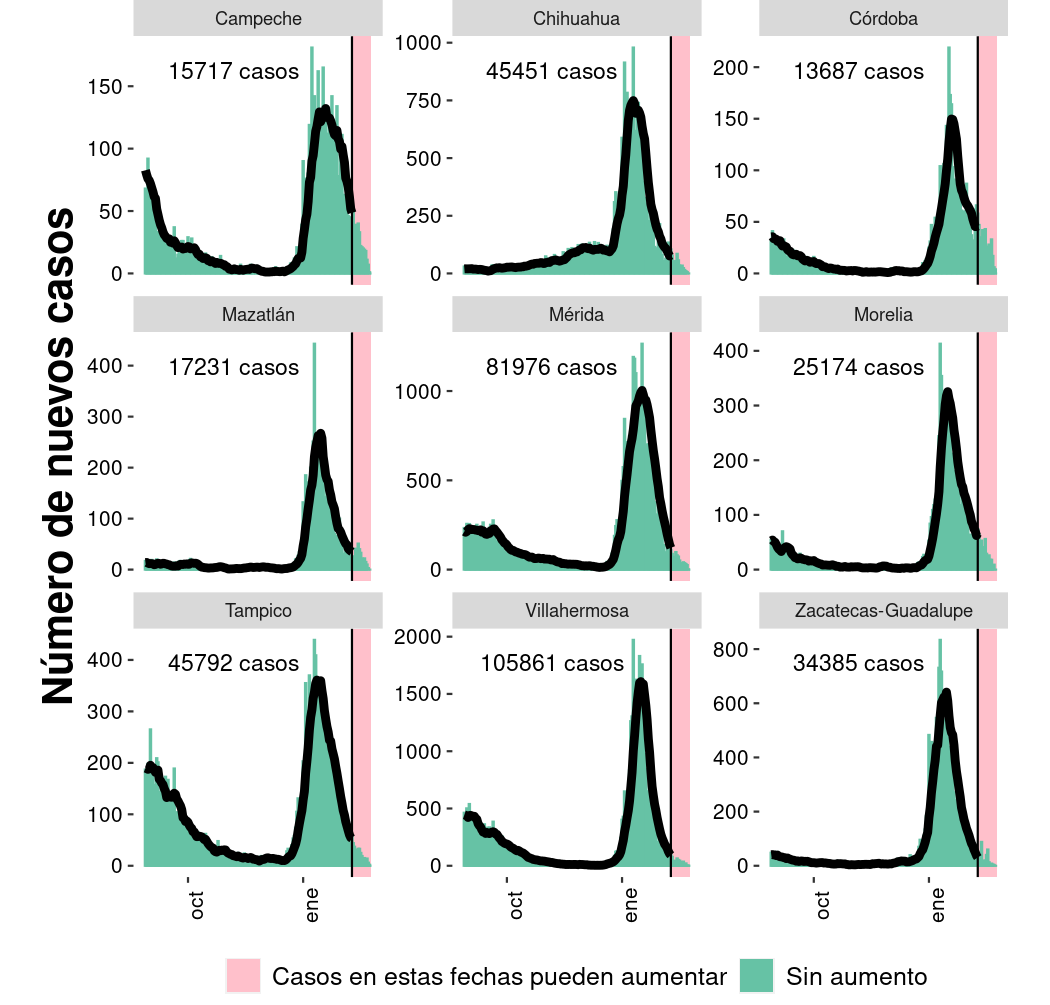 Número de nuevos casos
Campeche
15717 casos
150
100
50
0
Chihuahua
45451 casos
1000
750
500
250
0
Córdoba
13687 casos
200
150
100
50
0
Mazatlán
17231 casos
400
300
200
100
0
Mérida
81976 casos
1000
500
0
Morelia
25174 casos
400
300
200
100
0
Tampico
45792 casos
400
300
200
100
0
oct
ene
Villahermosa
105861 casos
2000
1500
1000
500
0
oct
ene
Zacatecas-Guadalupe
34385 casos
800
600
400
200
0
oct
ene
Casos en estas fechas pueden aumentar
Sin aumento